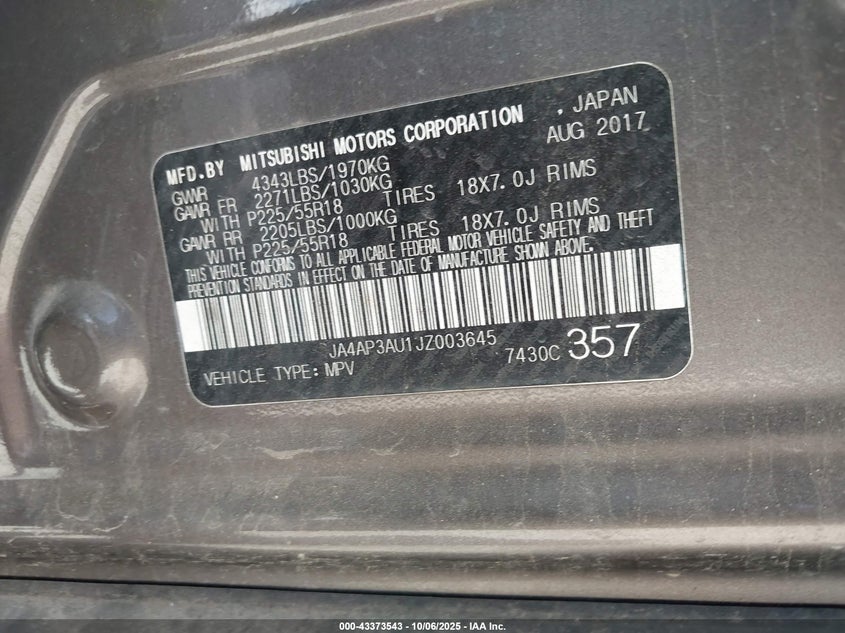 MFD.BY MITSUBISHI MOTORS CORPORATION . JAPAN
AUG 2017
GVWR 4343LBS/1970KG
GAWR FR 2271LBS/1030KG
WITH P225/55R18 TIRES 18X7.0J RIMS
GAWR RR 2205LBS/1000KG
WITH P225/55R18 TIRES 18X7.0J RIMS
THIS VEHICLE CONFORMS TO ALL APPLICABLE FEDERAL MOTOR VEHICLE SAFETY AND THEFT
PREVENTION STANDARDS IN EFFECT ON THE DATE OF MANUFACTURE SHOWN ABOVE.
JA4AP3AU1JZ003645
VEHICLE TYPE: MPV 7430C 357
000-43373543 | 10/06/2025 - IAA Inc.